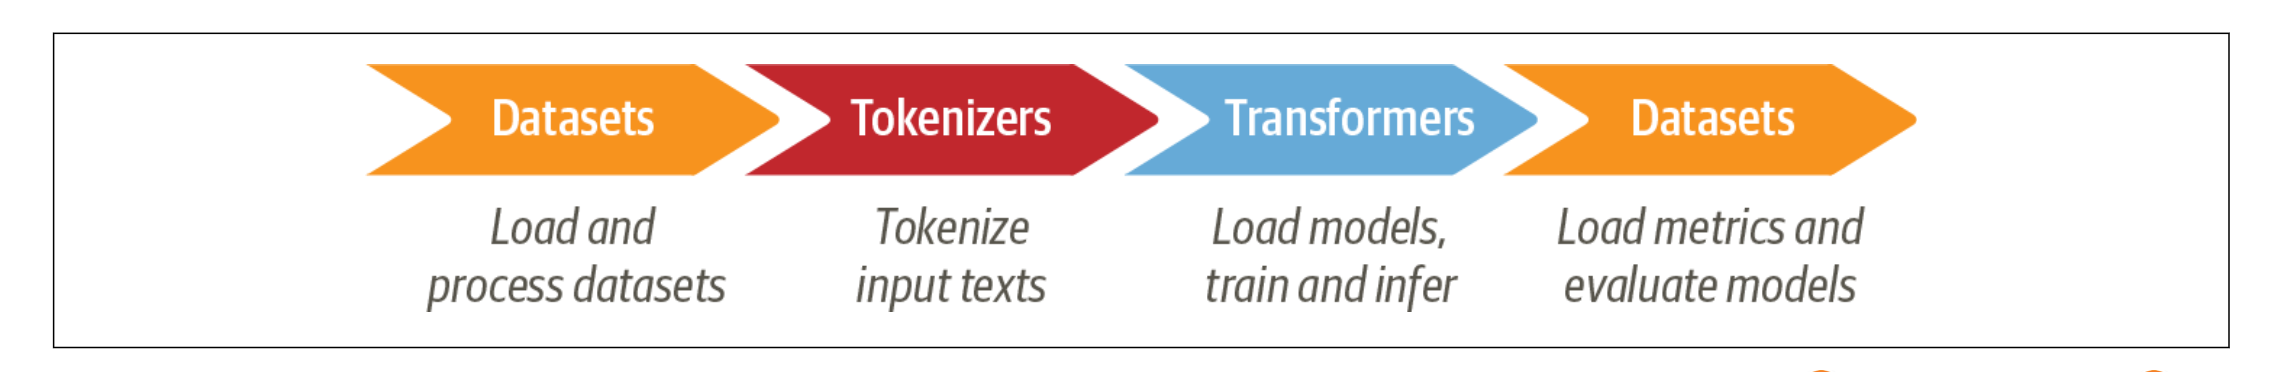 Datasets
Tokenizers
Transformers
Datasets
Load and
process datasets
Tokenize
input texts
Load models,
train and infer
Load metrics and
evaluate models